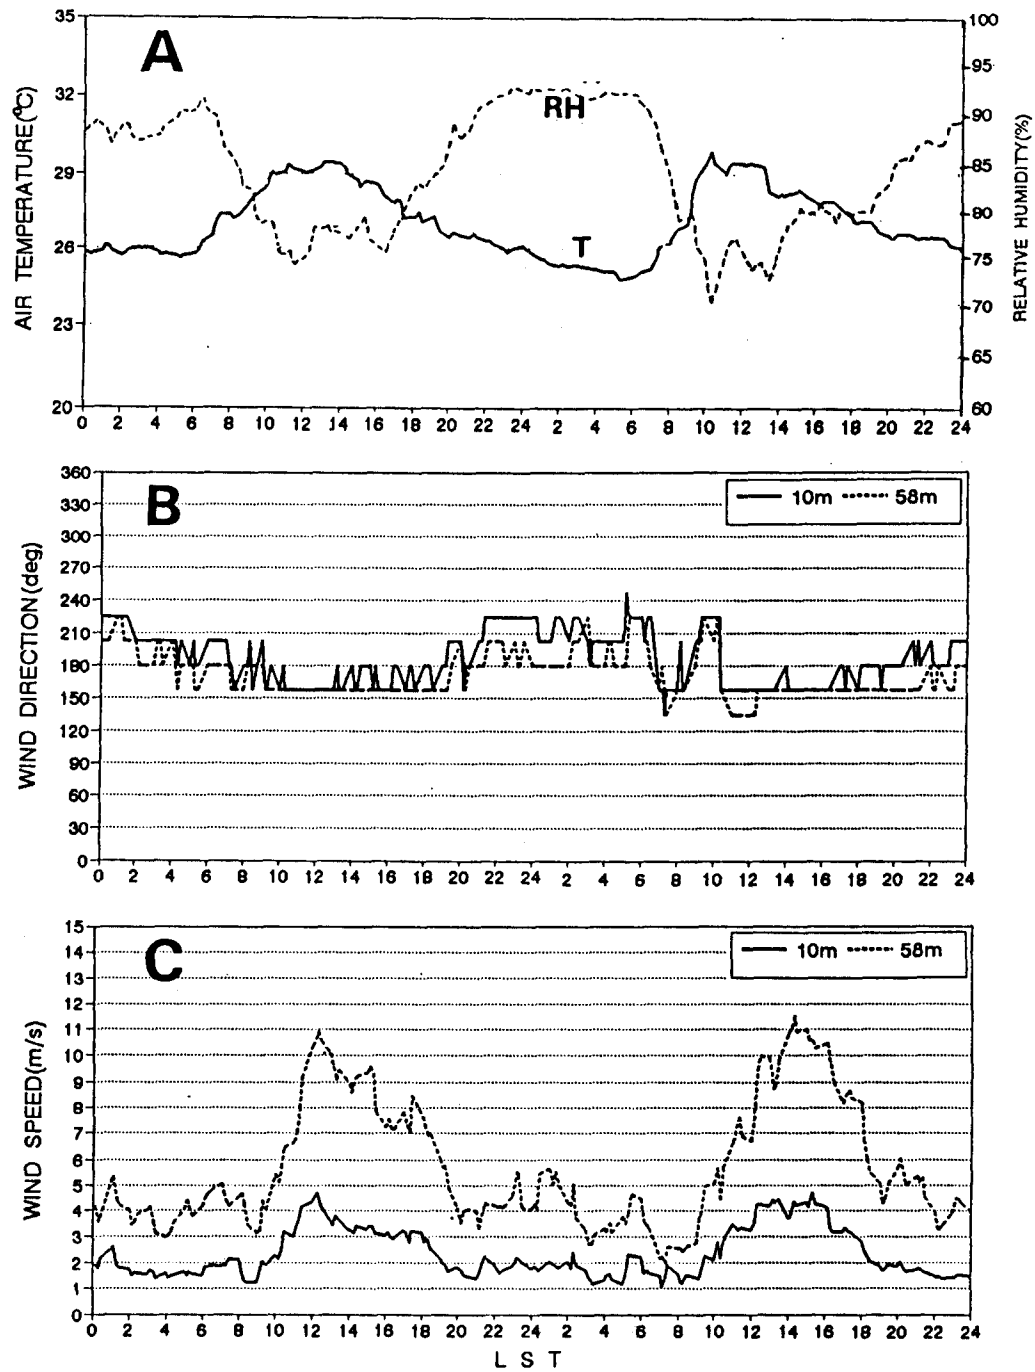 A
35
32
29
26
23
20
AIR TEMPERATURE(°C)
RH
T
100
95
90
85
80
75
70
65
60
RELATIVE HUMIDITY(%)
0 2 4 6 8 10 12 14 16 18 20 22 24 2 4 6 8 10 12 14 16 18 20 22 24
B
10m 58m
360
330
300
270
240
210
180
150
120
90
60
30
0
WIND DIRECTION(deg)
0 2 4 6 8 10 12 14 16 18 20 22 24 2 4 6 8 10 12 14 16 18 20 22 24
C
10m 58m
15
14
13
12
11
10
9
8
7
6
5
4
3
2
1
0
WIND SPEED(m/s)
0 2 4 6 8 10 12 14 16 18 20 22 24 2 4 6 8 10 12 14 16 18 20 22 24
L S T